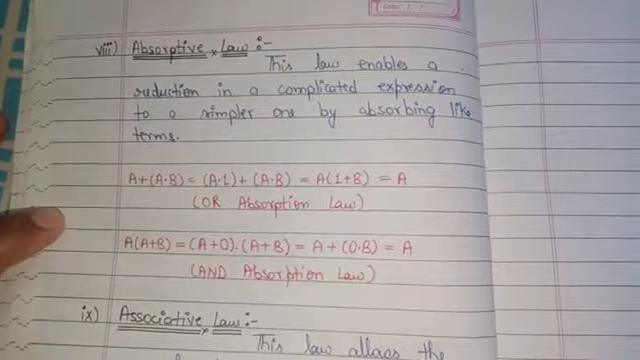 Date: / /
viii) Absorptive Law :-
This law enables a
reduction in a complicated expression
to a simpler one by absorbing like
terms.
A+(A·B) = (A·1)+(A·B) = A(1+B) = A
(OR Absorption Law)
A(A+B) = (A+0).(A+B) = A+(0·B) = A
(AND Absorption Law)
ix) Associative Law :-
This law allows the